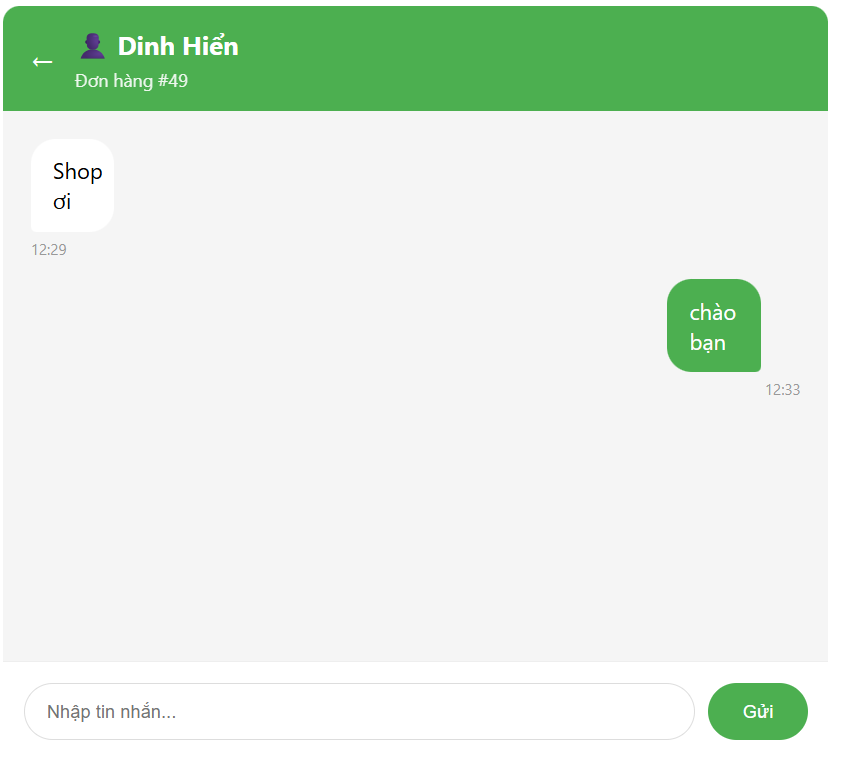 ←
Dinh Hiển
Đơn hàng #49
Shop
ơi
12:29
chào
bạn
12:33
Nhập tin nhắn...
Gửi